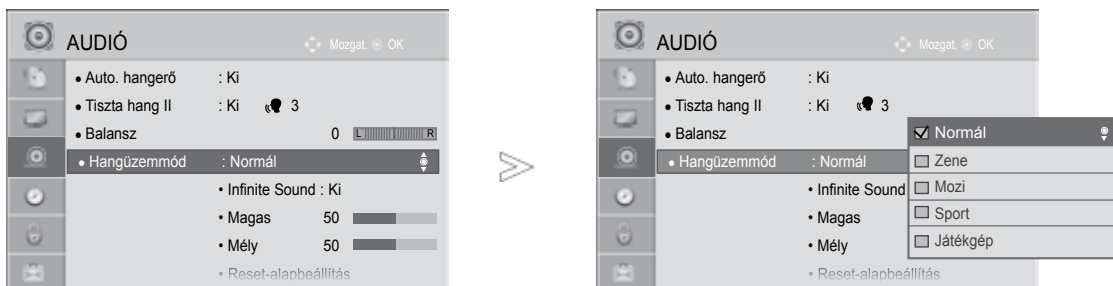 AUDIÓ
Mozgat. OK
• Auto. hangerő : Ki
• Tiszta hang II : Ki 3
• Balansz 0 L R
• Hangüzemmód : Normál
• Infinite Sound : Ki
• Magas 50
• Mély 50
• Reset-alapbeállítás
AUDIÓ
Mozgat. OK
• Auto. hangerő : Ki
• Tiszta hang II : Ki 3
• Balansz
• Hangüzemmód : Normál
• Infinite Sound
• Magas
• Mély
• Reset-alapbeállítás
Normál
Zene
Mozi
Sport
Játékgép